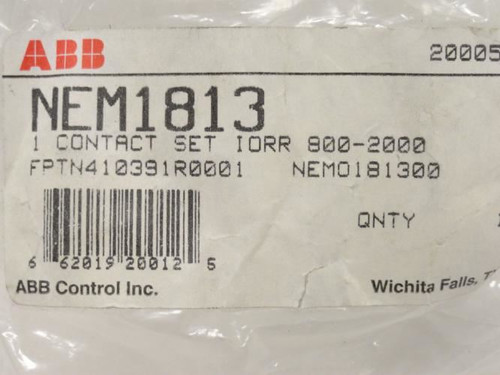 ABB 20005
NEM1813
1 CONTACT SET IORR 800-2000
FPTN410391R0001 NEMO181300
QNTY
6 62019 20012 5
ABB Control Inc. Wichita Falls,